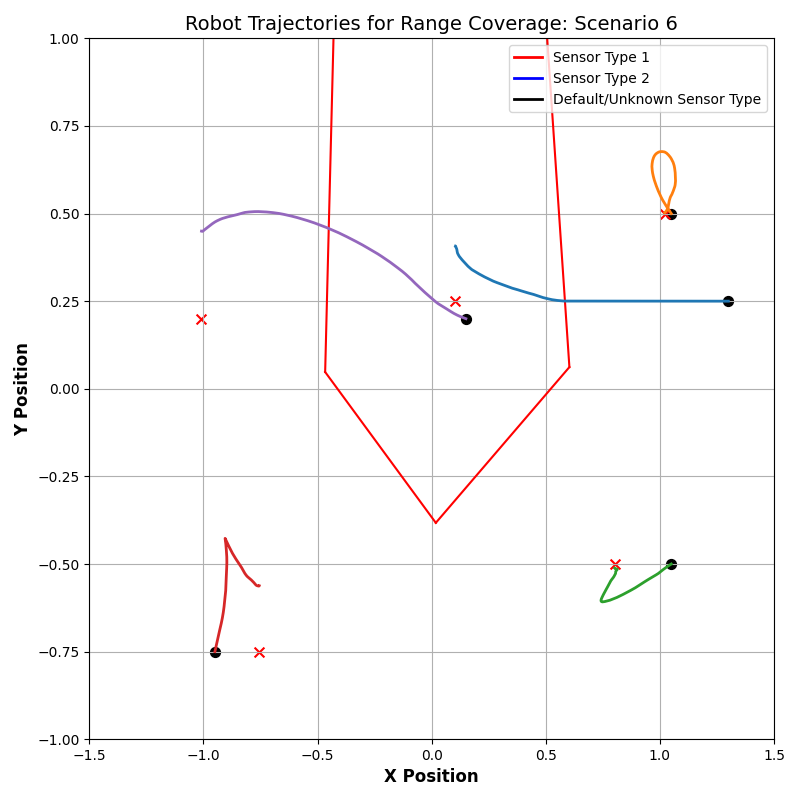 Robot Trajectories for Range Coverage: Scenario 6
Sensor Type 1
Sensor Type 2
Default/Unknown Sensor Type
1.00
0.75
0.50
0.25
0.00
−0.25
−0.50
−0.75
−1.00
Y Position
−1.5
−1.0
−0.5
0.0
0.5
1.0
1.5
X Position